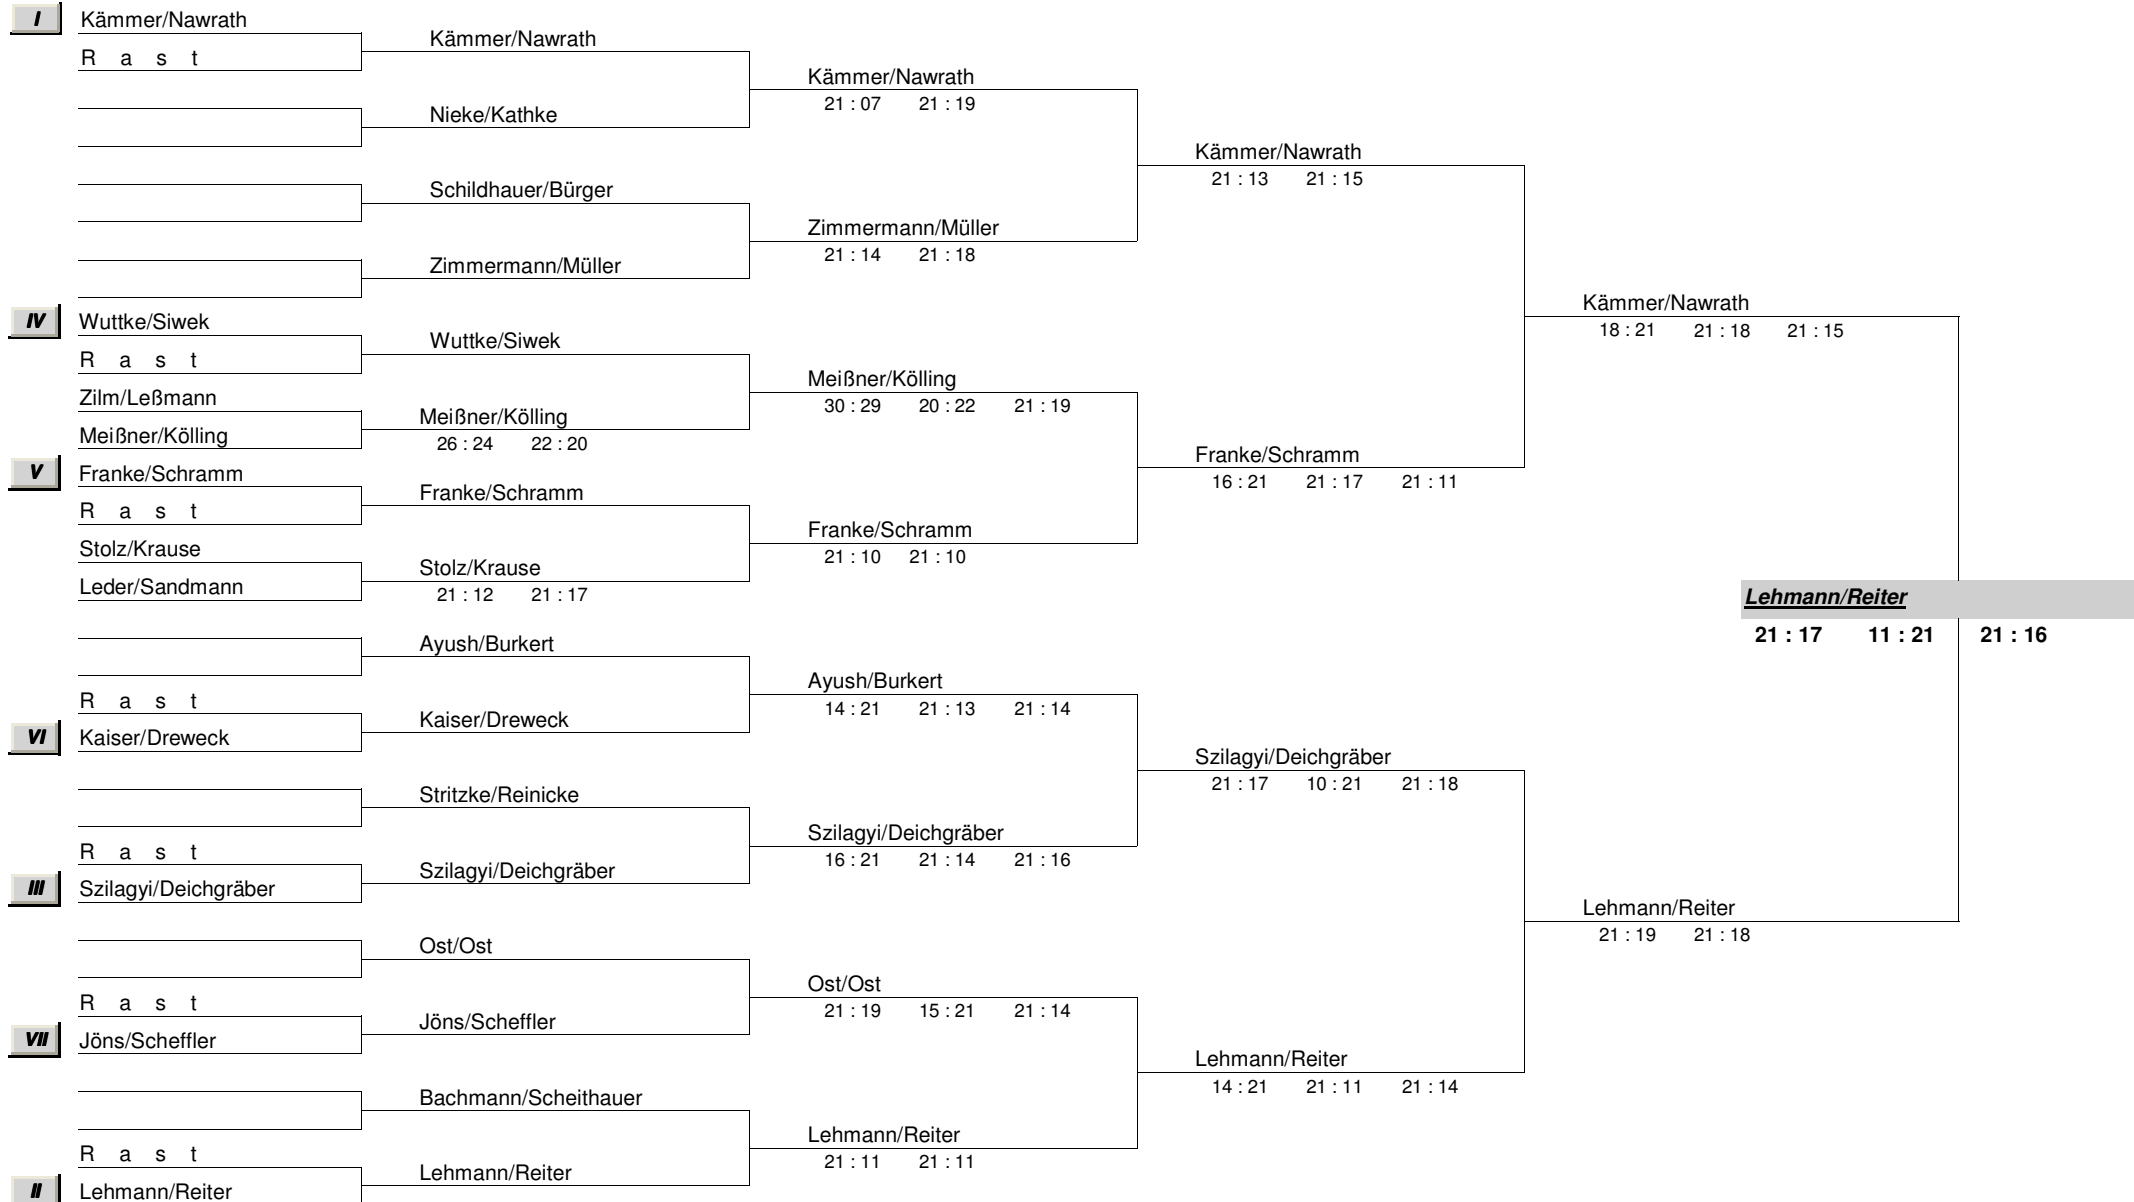 I Kämmer/Nawrath
R a s t
IV Wuttke/Siwek
R a s t
Zilm/Leßmann
Meißner/Kölling
V Franke/Schramm
R a s t
Stolz/Krause
Leder/Sandmann
R a s t
VI Kaiser/Dreweck
R a s t
III Szilagyi/Deichgräber
R a s t
VII Jöns/Scheffler
R a s t
II Lehmann/Reiter
Kämmer/Nawrath
Nieke/Kathke
Schildhauer/Bürger
Zimmermann/Müller
Wuttke/Siwek
Meißner/Kölling
26 : 24 22 : 20
Franke/Schramm
Stolz/Krause
21 : 12 21 : 17
Ayush/Burkert
Kaiser/Dreweck
Stritzke/Reinicke
Szilagyi/Deichgräber
Ost/Ost
Jöns/Scheffler
Bachmann/Scheithauer
Lehmann/Reiter
Kämmer/Nawrath
21 : 07 21 : 19
Zimmermann/Müller
21 : 14 21 : 18
Meißner/Kölling
30 : 29 20 : 22 21 : 19
Franke/Schramm
21 : 10 21 : 10
Ayush/Burkert
14 : 21 21 : 13 21 : 14
Szilagyi/Deichgräber
16 : 21 21 : 14 21 : 16
Ost/Ost
21 : 19 15 : 21 21 : 14
Lehmann/Reiter
21 : 11 21 : 11
Kämmer/Nawrath
21 : 13 21 : 15
Franke/Schramm
16 : 21 21 : 17 21 : 11
Szilagyi/Deichgräber
21 : 17 10 : 21 21 : 18
Lehmann/Reiter
14 : 21 21 : 11 21 : 14
Kämmer/Nawrath
18 : 21 21 : 18 21 : 15
Lehmann/Reiter
21 : 19 21 : 18
Lehmann/Reiter
21 : 17 11 : 21 21 : 16